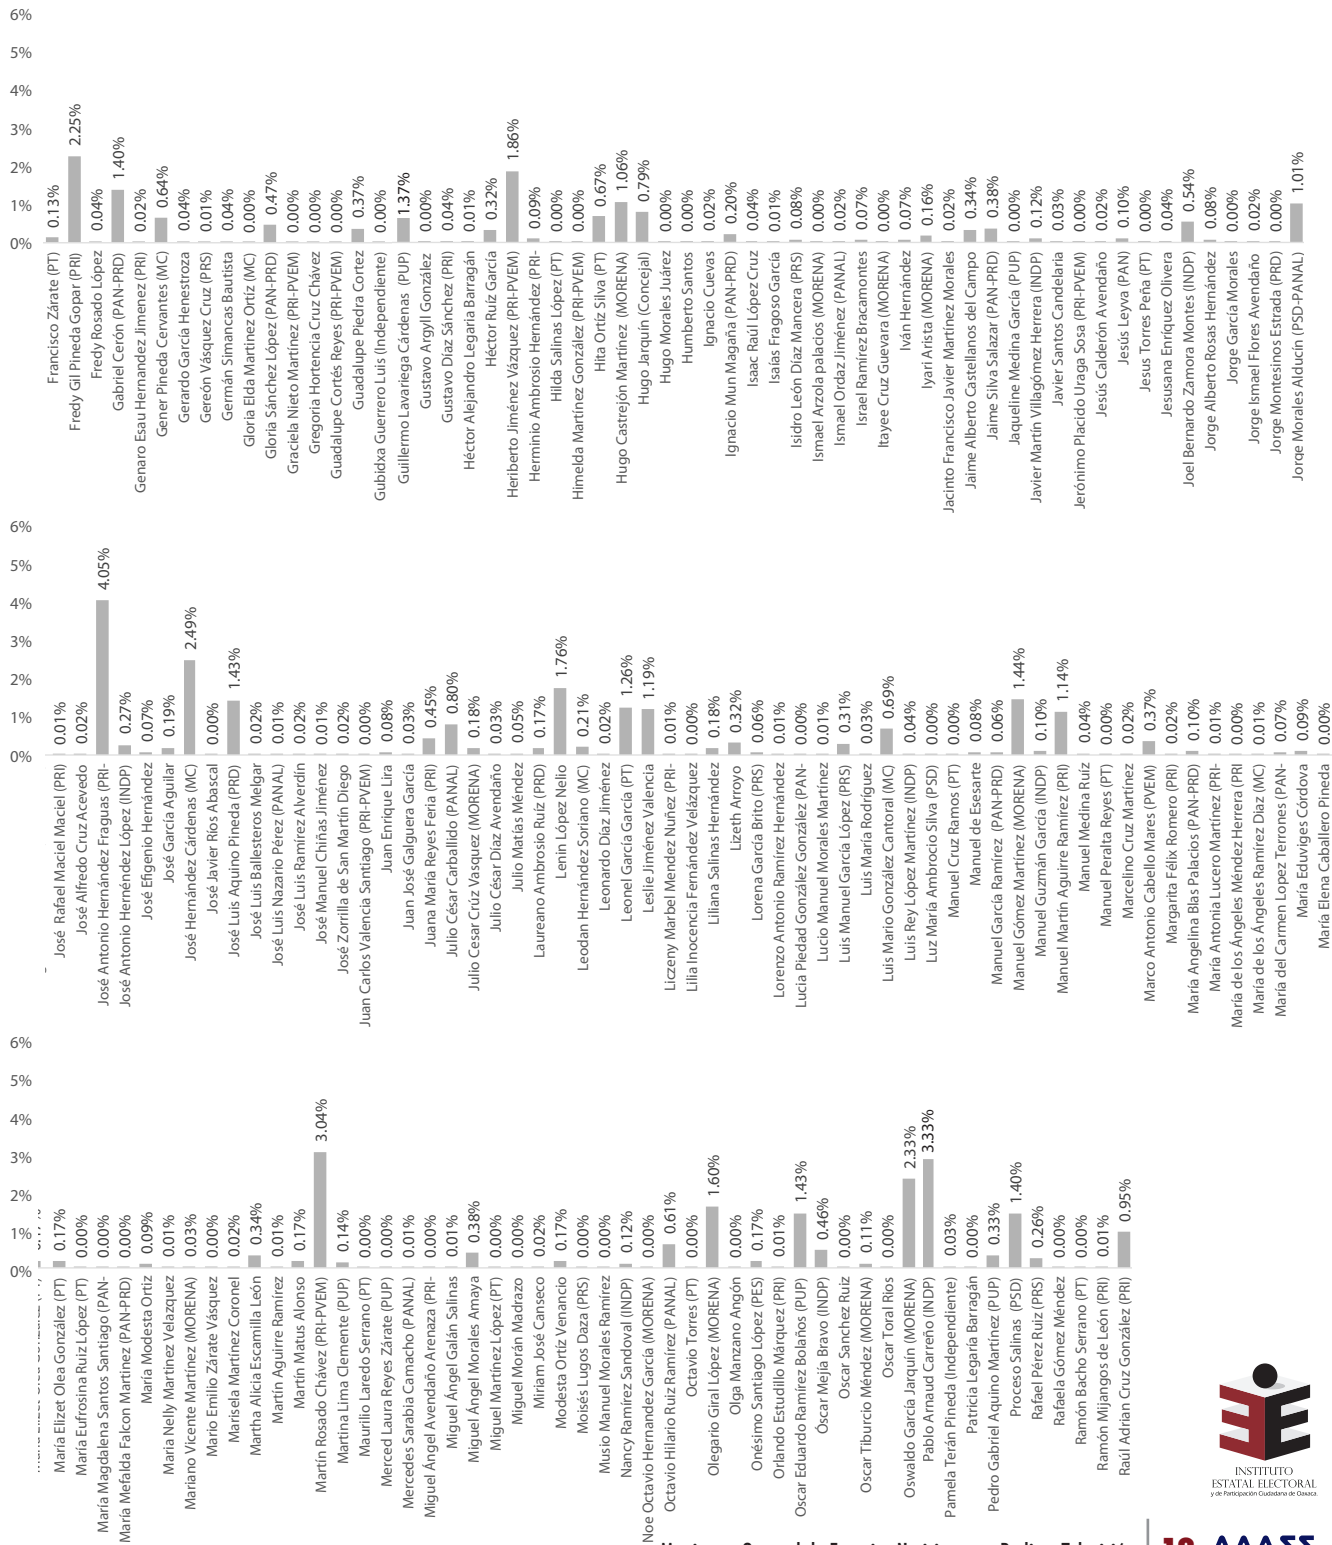 6%
5%
4%
3%
2%
1%
0%
0.13%
2.25%
0.04%
1.40%
0.02%
0.64%
0.04%
0.01%
0.04%
0.00%
0.47%
0.00%
0.00%
0.00%
0.37%
0.00%
1.37%
0.00%
0.04%
0.01%
0.32%
1.86%
0.09%
0.00%
0.00%
0.67%
1.06%
0.79%
0.00%
0.00%
0.02%
0.20%
0.04%
0.01%
0.08%
0.00%
0.02%
0.07%
0.00%
0.07%
0.16%
0.02%
0.34%
0.38%
0.00%
0.12%
0.03%
0.00%
0.02%
0.10%
0.00%
0.04%
0.54%
0.08%
0.00%
0.02%
0.00%
1.01%
Francisco Zárate (PT)
Fredy Gil Pineda Gopar (PRI)
Fredy Rosado López
Gabriel Cerón (PAN-PRD)
Genaro Esau Hernandez Jimenez (PRI)
Gener Pineda Cervantes (MC)
Gerardo García Henestroza
Gereón Vásquez Cruz (PRS)
Germán Simancas Bautista
Gloria Elda Martinez Ortíz (MC)
Gloria Sánchez López (PAN-PRD)
Graciela Nieto Martínez (PRI-PVEM)
Gregoria Hortencia Cruz Chávez
Guadalupe Cortés Reyes (PRI-PVEM)
Guadalupe Piedra Cortez
Gubidxa Guerrero Luis (Independiente)
Guillermo Lavariega Cárdenas (PUP)
Gustavo Argyll González
Gustavo Díaz Sánchez (PRI)
Héctor Alejandro Legaria Barragán
Héctor Ruíz García
Heriberto Jiménez Vázquez (PRI-PVEM)
Herminio Ambrosio Hernández (PRI-
Hilda Salinas López (PT)
Himelda Martínez González (PRI-PVEM)
Hita Ortíz Silva (PT)
Hugo Castrejón Martínez (MORENA)
Hugo Jarquín (Concejal)
Hugo Morales Juárez
Humberto Santos
Ignacio Cuevas
Ignacio Mun Magaña (PAN-PRD)
Isaac Raúl López Cruz
Isaías Fragoso García
Isidro León Díaz Mancera (PRS)
Ismael Arzola palacios (MORENA)
Ismael Ordaz Jiménez (PANAL)
Israel Ramírez Bracamontes
Itayee Cruz Guevara (MORENA)
Iván Hernández
Iyari Arista (MORENA)
Jacinto Francisco Javier Martínez Morales
Jaime Alberto Castellanos del Campo
Jaime Silva Salazar (PAN-PRD)
Jaqueline Medina García (PUP)
Javier Martín Villagómez Herrera (INDP)
Javier Santos Candelaría
Jerónimo Placido Uraga Sosa (PRI-PVEM)
Jesús Calderón Avendaño
Jesús Leyva (PAN)
Jesús Torres Peña (PT)
Jesusana Enríquez Olivera
Joel Bernardo Zamora Montes (INDP)
Jorge Alberto Rosas Henández
Jorge García Morales
Jorge Ismael Flores Avendaño
Jorge Montesinos Estrada (PRD)
Jorge Morales Alducín (PSD-PANAL)
6%
5%
4%
3%
2%
1%
0%
0.01%
0.02%
4.05%
0.27%
0.07%
0.19%
2.49%
0.00%
1.43%
0.02%
0.01%
0.02%
0.01%
0.02%
0.00%
0.08%
0.03%
0.45%
0.80%
0.18%
0.03%
0.05%
0.17%
1.76%
0.21%
0.02%
1.26%
1.19%
0.01%
0.00%
0.18%
0.32%
0.06%
0.01%
0.00%
0.01%
0.31%
0.03%
0.69%
0.04%
0.00%
0.00%
0.08%
0.06%
1.44%
0.10%
1.14%
0.04%
0.00%
0.02%
0.37%
0.02%
0.10%
0.01%
0.00%
0.01%
0.07%
0.09%
0.00%
José Rafael Maciel Maciel (PRI)
José Alfredo Cruz Acevedo
José Antonio Hernández Fraguas (PRI-
José Antonio Hernéndez López (INDP)
José Efigenio Hernández
José García Aguilar
José Hernández Cárdenas (MC)
José Javier Ríos Abascal
José Luis Aquino Pineda (PRD)
José Luis Ballesteros Melgar
José Luis Nazario Pérez (PANAL)
José Luis Ramírez Alverdín
José Manuel Chiñas Jiménez
José Zorrilla de San Martín Diego
Juan Carlos Valencia Santiago (PRI-PVEM)
Juan Enrique Lira
Juan José Galguera García
Juna María Reyes Feria (PRI)
Julio César Carballido (PANAL)
Julio Cesar Crúz Vasquez (MORENA)
Julio César Díaz Avendaño
Julio Matías Méndez
Laureano Ambrosio Ruíz (PRD)
Lenin López Nelio
Leodan Hernández Soriano (MC)
Leonardo Díaz Jiménez
Leonel García García (PT)
Leslie Jiménez Valencia
Liczeny Marbel Mendez Nuñez (PRI-
Lilia Inocencia Fernández Velázquez
Liliana Salinas Hernández
Lizeth Arroyo
Lorena García Brito (PRS)
Lorenzo Antonio Ramírez Hernández
Lucia Piedad González González (PAN-
Lucio Manuel Morales Martínez
Luis Manuel García López (PRS)
Luis María Rodríguez
Luis Mario González Cantoral (MC)
Luis Rey López Martínez (INDP)
Luz María Ambrocio Silva (PSD)
Manuel Cruz Ramos (PT)
Manuel de Esesarte
Manuel García Ramírez (PAN-PRD)
Manuel Gómez Martínez (MORENA)
Manuel Guzmán García (INDP)
Manuel Martín Aguirre Ramírez (PRI)
Manuel Medina Ruíz
Manuel Peralta Reyes (PT)
Marcelino Cruz Martínez
Marco Antonio Cabello Mares (PVEM)
Margarita Félix Romero (PRI)
María Angelina Blas Palacios (PAN-PRD)
María Antonia Lucero Martínez (PRI-
María de los Ángeles Méndez Herrera (PRI
María de los Ángeles Ramirez Diaz (MC)
María del Carmen Lopez Terrones (PAN-
María Eduviges Córdova
María Elena Caballero Pineda
6%
5%
4%
3%
2%
1%
0%
0.17%
0.00%
0.00%
0.00%
0.09%
0.01%
0.03%
0.00%
0.02%
0.34%
0.01%
0.17%
3.04%
0.14%
0.00%
0.00%
0.01%
0.00%
0.01%
0.38%
0.00%
0.00%
0.02%
0.17%
0.00%
0.00%
0.12%
0.00%
0.61%
0.00%
1.60%
0.00%
0.17%
0.01%
1.43%
0.46%
0.00%
0.11%
0.00%
2.33%
3.33%
0.03%
0.00%
0.33%
1.40%
0.26%
0.00%
0.00%
0.01%
0.95%
María Ellizet Olea González (PT)
María Eufrosina Ruiz López (PT)
María Magdalena Santos Santiago (PAN-
María Mefalda Falcon Martinez (PAN-PRD)
María Modesta Ortiz
María Nelly Martinez Velazquez
Mariano Vicente Martínez (MORENA)
Mario Emilio Zárate Vásquez
Marisela Martínez Coronel
Martha Alicia Escamilla León
Martín Aguirre Ramírez
Martín Matus Alonso
Martín Rosado Chávez (PRI-PVEM)
Martina Lima Clemente (PUP)
Maurilio Laredo Serrano (PT)
Merced Laura Reyes Zárate (PUP)
Mercedes Sarabia Camacho (PANAL)
Miguel Ángel Avendaño Arenaza (PRI-
Miguel Ángel Galán Salinas
Miguel Ángel Morales Amaya
Miguel Martínez López (PT)
Miguel Morán Madrazo
Miriam José Canseco
Modesta Ortíz Venancio
Moisés Lugos Daza (PRS)
Musio Manuel Morales Ramírez
Nancy Ramírez Sandoval (INDP)
Noe Octavio Hernandez García (MORENA)
Octavio Hilario Ruiz Ramírez (PANAL)
Octavio Torres (PT)
Olegario Giral López (MORENA)
Olga Manzano Angón
Onésimo Santiago López (PES)
Orlando Estudillo Márquez (PRI)
Oscar Eduardo Ramírez Bolaños (PUP)
Óscar Mejía Bravo (INDP)
Oscar Sanchez Ruiz
Oscar Tiburcio Méndez (MORENA)
Oscar Toral Rios
Oswaldo García Jarquín (MORENA)
Pablo Arnaud Carreño (INDP)
Pamela Terán Pineda (Independiente)
Patricia Legaria Barragán
Pedro Gabriel Aquino Martinez (PUP)
Proceso Salinas (PSD)
Rafael Pérez Ruiz (PRS)
Rafaela Gómez Méndez
Ramón Bacho Serrano (PT)
Ramón Mijangos de León (PRI)
Raúl Adrían Cruz González (PRI)
INSTITUTO
ESTATAL ELECTORAL
y de Participación Ciudadana de Oaxaca.